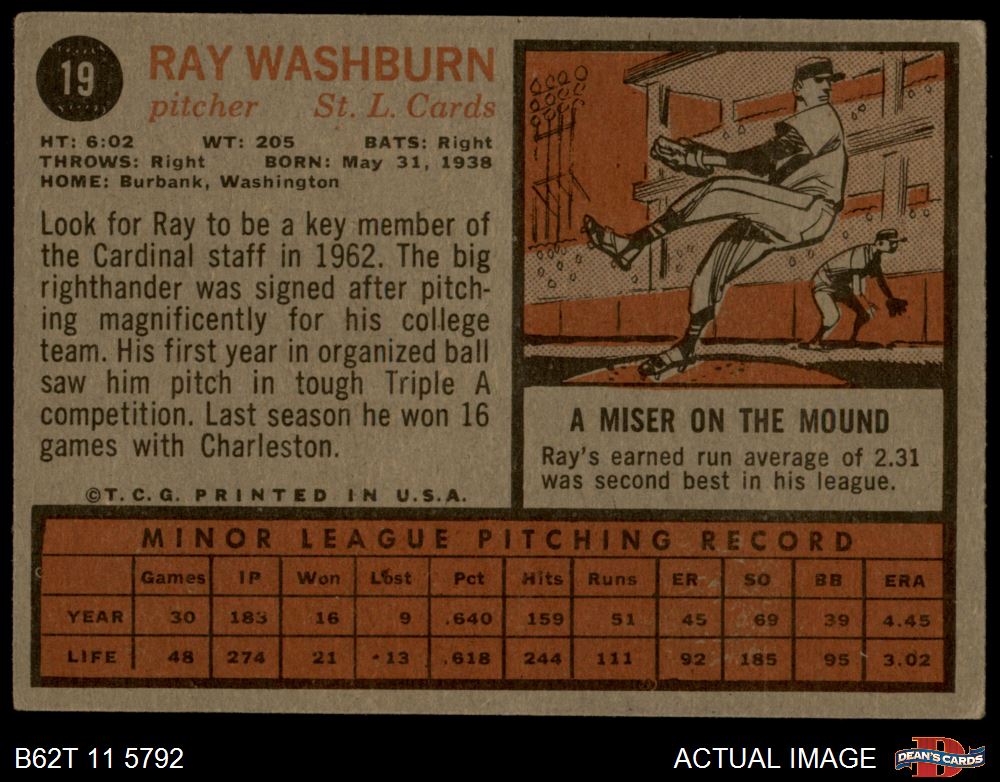 19
RAY WASHBURN
pitcher St. L. Cards
HT: 6:02 WT: 205 BATS: Right
THROWS: Right BORN: May 31, 1938
HOME: Burbank, Washington
Look for Ray to be a key member of
the Cardinal staff in 1962. The big
righthander was signed after pitch-
ing magnificently for his college
team. His first year in organized ball
saw him pitch in tough Triple A
competition. Last season he won 16
games with Charleston.
©T.C.G. PRINTED IN U.S.A.
A MISER ON THE MOUND
Ray's earned run average of 2.31
was second best in his league.
MINOR LEAGUE PITCHING RECORD
Games IP Won Lost Pct Hits Runs ER SO BB ERA
YEAR 30 183 16 9 .640 159 51 45 69 39 4.45
LIFE 48 274 21 13 .618 244 111 92 185 95 3.02
B62T 11 5792 ACTUAL IMAGE
D
DEAN'S CARDS